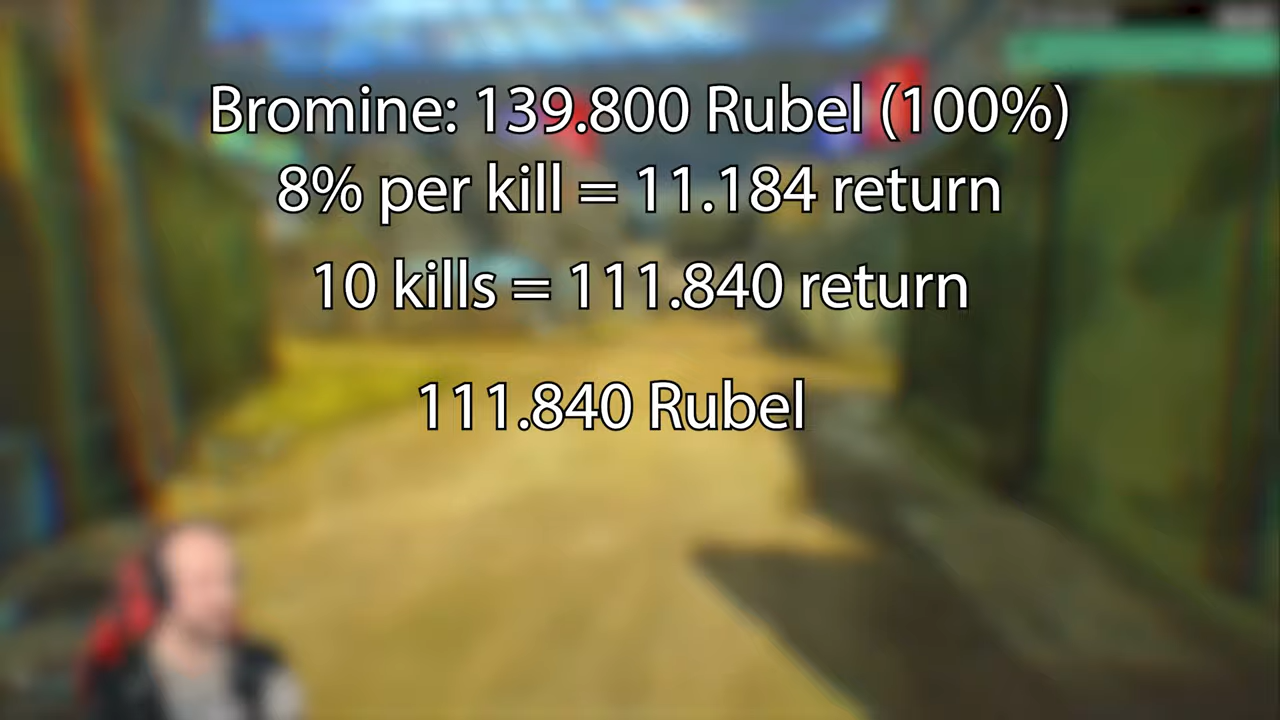 Bromine: 139.800 Rubel (100%)
8% per kill = 11.184 return
10 kills = 111.840 return
111.840 Rubel